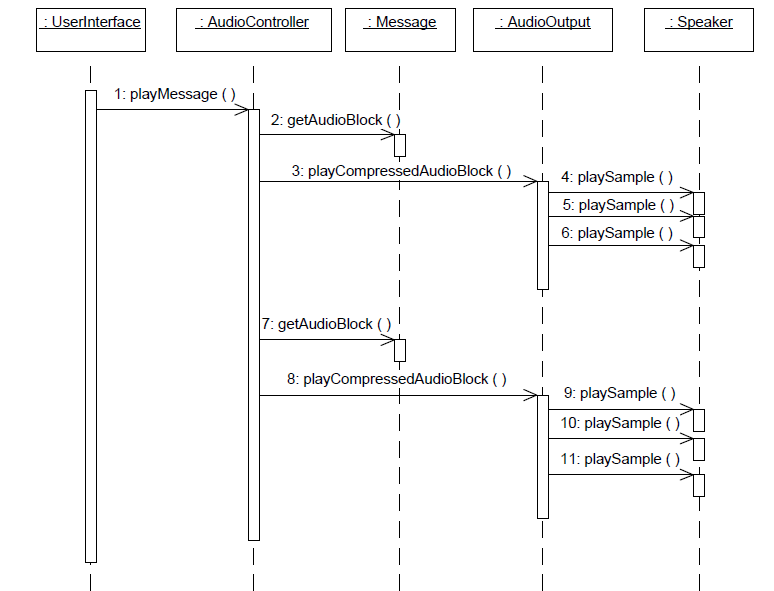 : UserInterface
: AudioController
: Message
: AudioOutput
: Speaker
1: playMessage ( )
2: getAudioBlock ( )
3: playCompressedAudioBlock ( )
4: playSample ( )
5: playSample ( )
6: playSample ( )
7: getAudioBlock ( )
8: playCompressedAudioBlock ( )
9: playSample ( )
10: playSample ( )
11: playSample ( )